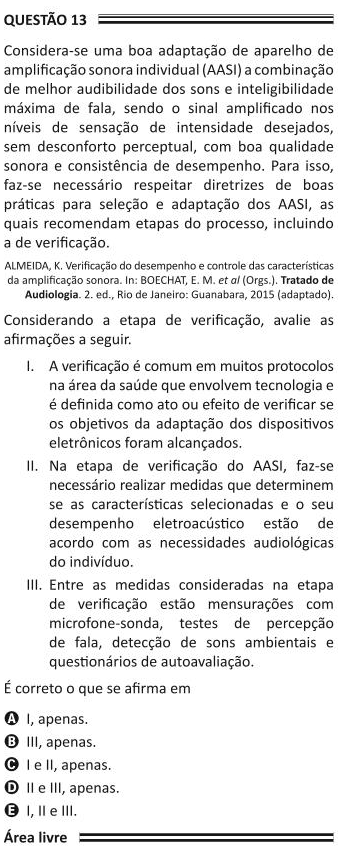 QUESTÃO 13
Considera-se uma boa adaptação de aparelho de
amplificação sonora individual (AASI) a combinação
de melhor audibilidade dos sons e inteligibilidade
máxima de fala, sendo o sinal amplificado nos
níveis de sensação de intensidade desejados,
sem desconforto perceptual, com boa qualidade
sonora e consistência de desempenho. Para isso,
faz-se necessário respeitar diretrizes de boas
práticas para seleção e adaptação dos AASI, as
quais recomendam etapas do processo, incluindo
a de verificação.
ALMEIDA, K. Verificação do desempenho e controle das características
da amplificação sonora. In: BOECHAT, E. M. et al (Orgs.). Tratado de
Audiologia. 2. ed., Rio de Janeiro: Guanabara, 2015 (adaptado).
Considerando a etapa de verificação, avalie as
afirmações a seguir.
I. A verificação é comum em muitos protocolos
na área da saúde que envolvem tecnologia e
é definida como ato ou efeito de verificar se
os objetivos da adaptação dos dispositivos
eletrônicos foram alcançados.
II. Na etapa de verificação do AASI, faz-se
necessário realizar medidas que determinem
se as características selecionadas e o seu
desempenho eletroacústico estão de
acordo com as necessidades audiológicas
do indivíduo.
III. Entre as medidas consideradas na etapa
de verificação estão mensurações com
microfone-sonda, testes de percepção
de fala, detecção de sons ambientais e
questionários de autoavaliação.
É correto o que se afirma em
A I, apenas.
B III, apenas.
C I e II, apenas.
D II e III, apenas.
E I, II e III.
Área livre